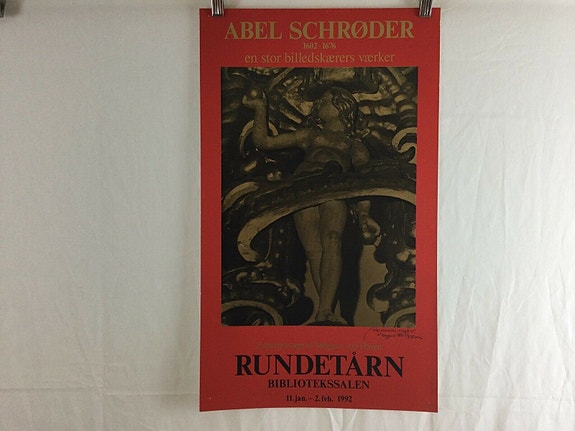 ABEL SCHRØDER
1602 - 1676
en stor billedskærers værker
RUNDETÅRN
BIBLIOTEKSSALEN
11. jan. – 2. feb. 1992